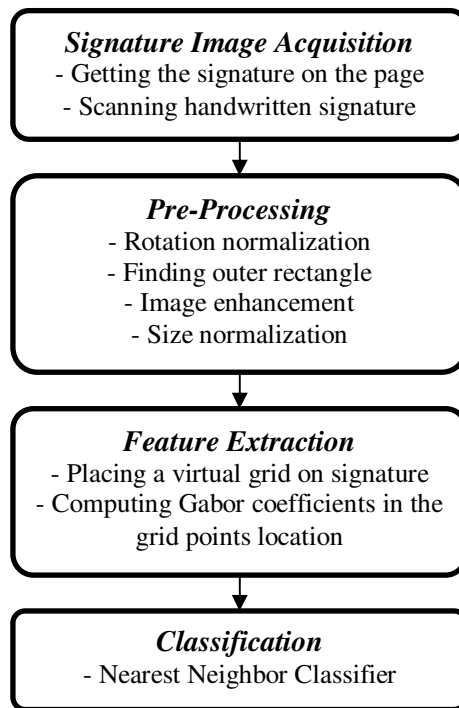 Signature Image Acquisition
- Getting the signature on the page
- Scanning handwritten signature
Pre-Processing
- Rotation normalization
- Finding outer rectangle
- Image enhancement
- Size normalization
Feature Extraction
- Placing a virtual grid on signature
- Computing Gabor coefficients in the
grid points location
Classification
- Nearest Neighbor Classifier